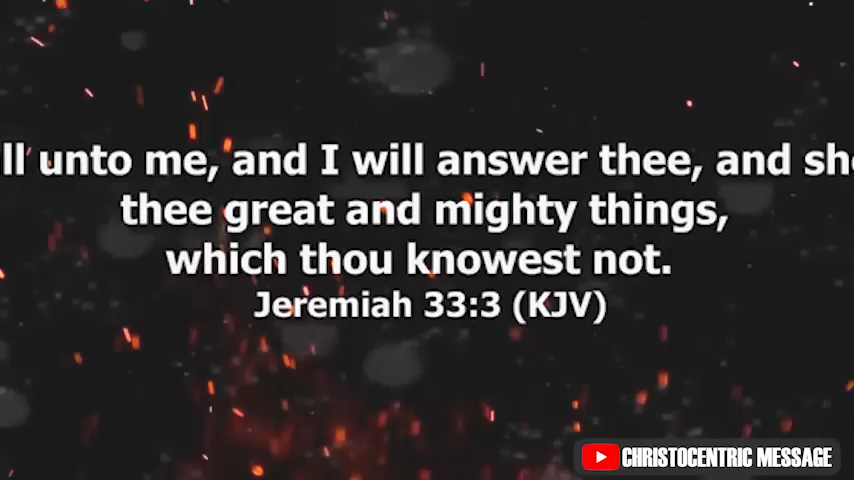 ll unto me, and I will answer thee, and sh
thee great and mighty things,
which thou knowest not.
Jeremiah 33:3 (KJV)
CHRISTOCENTRIC MESSAGE